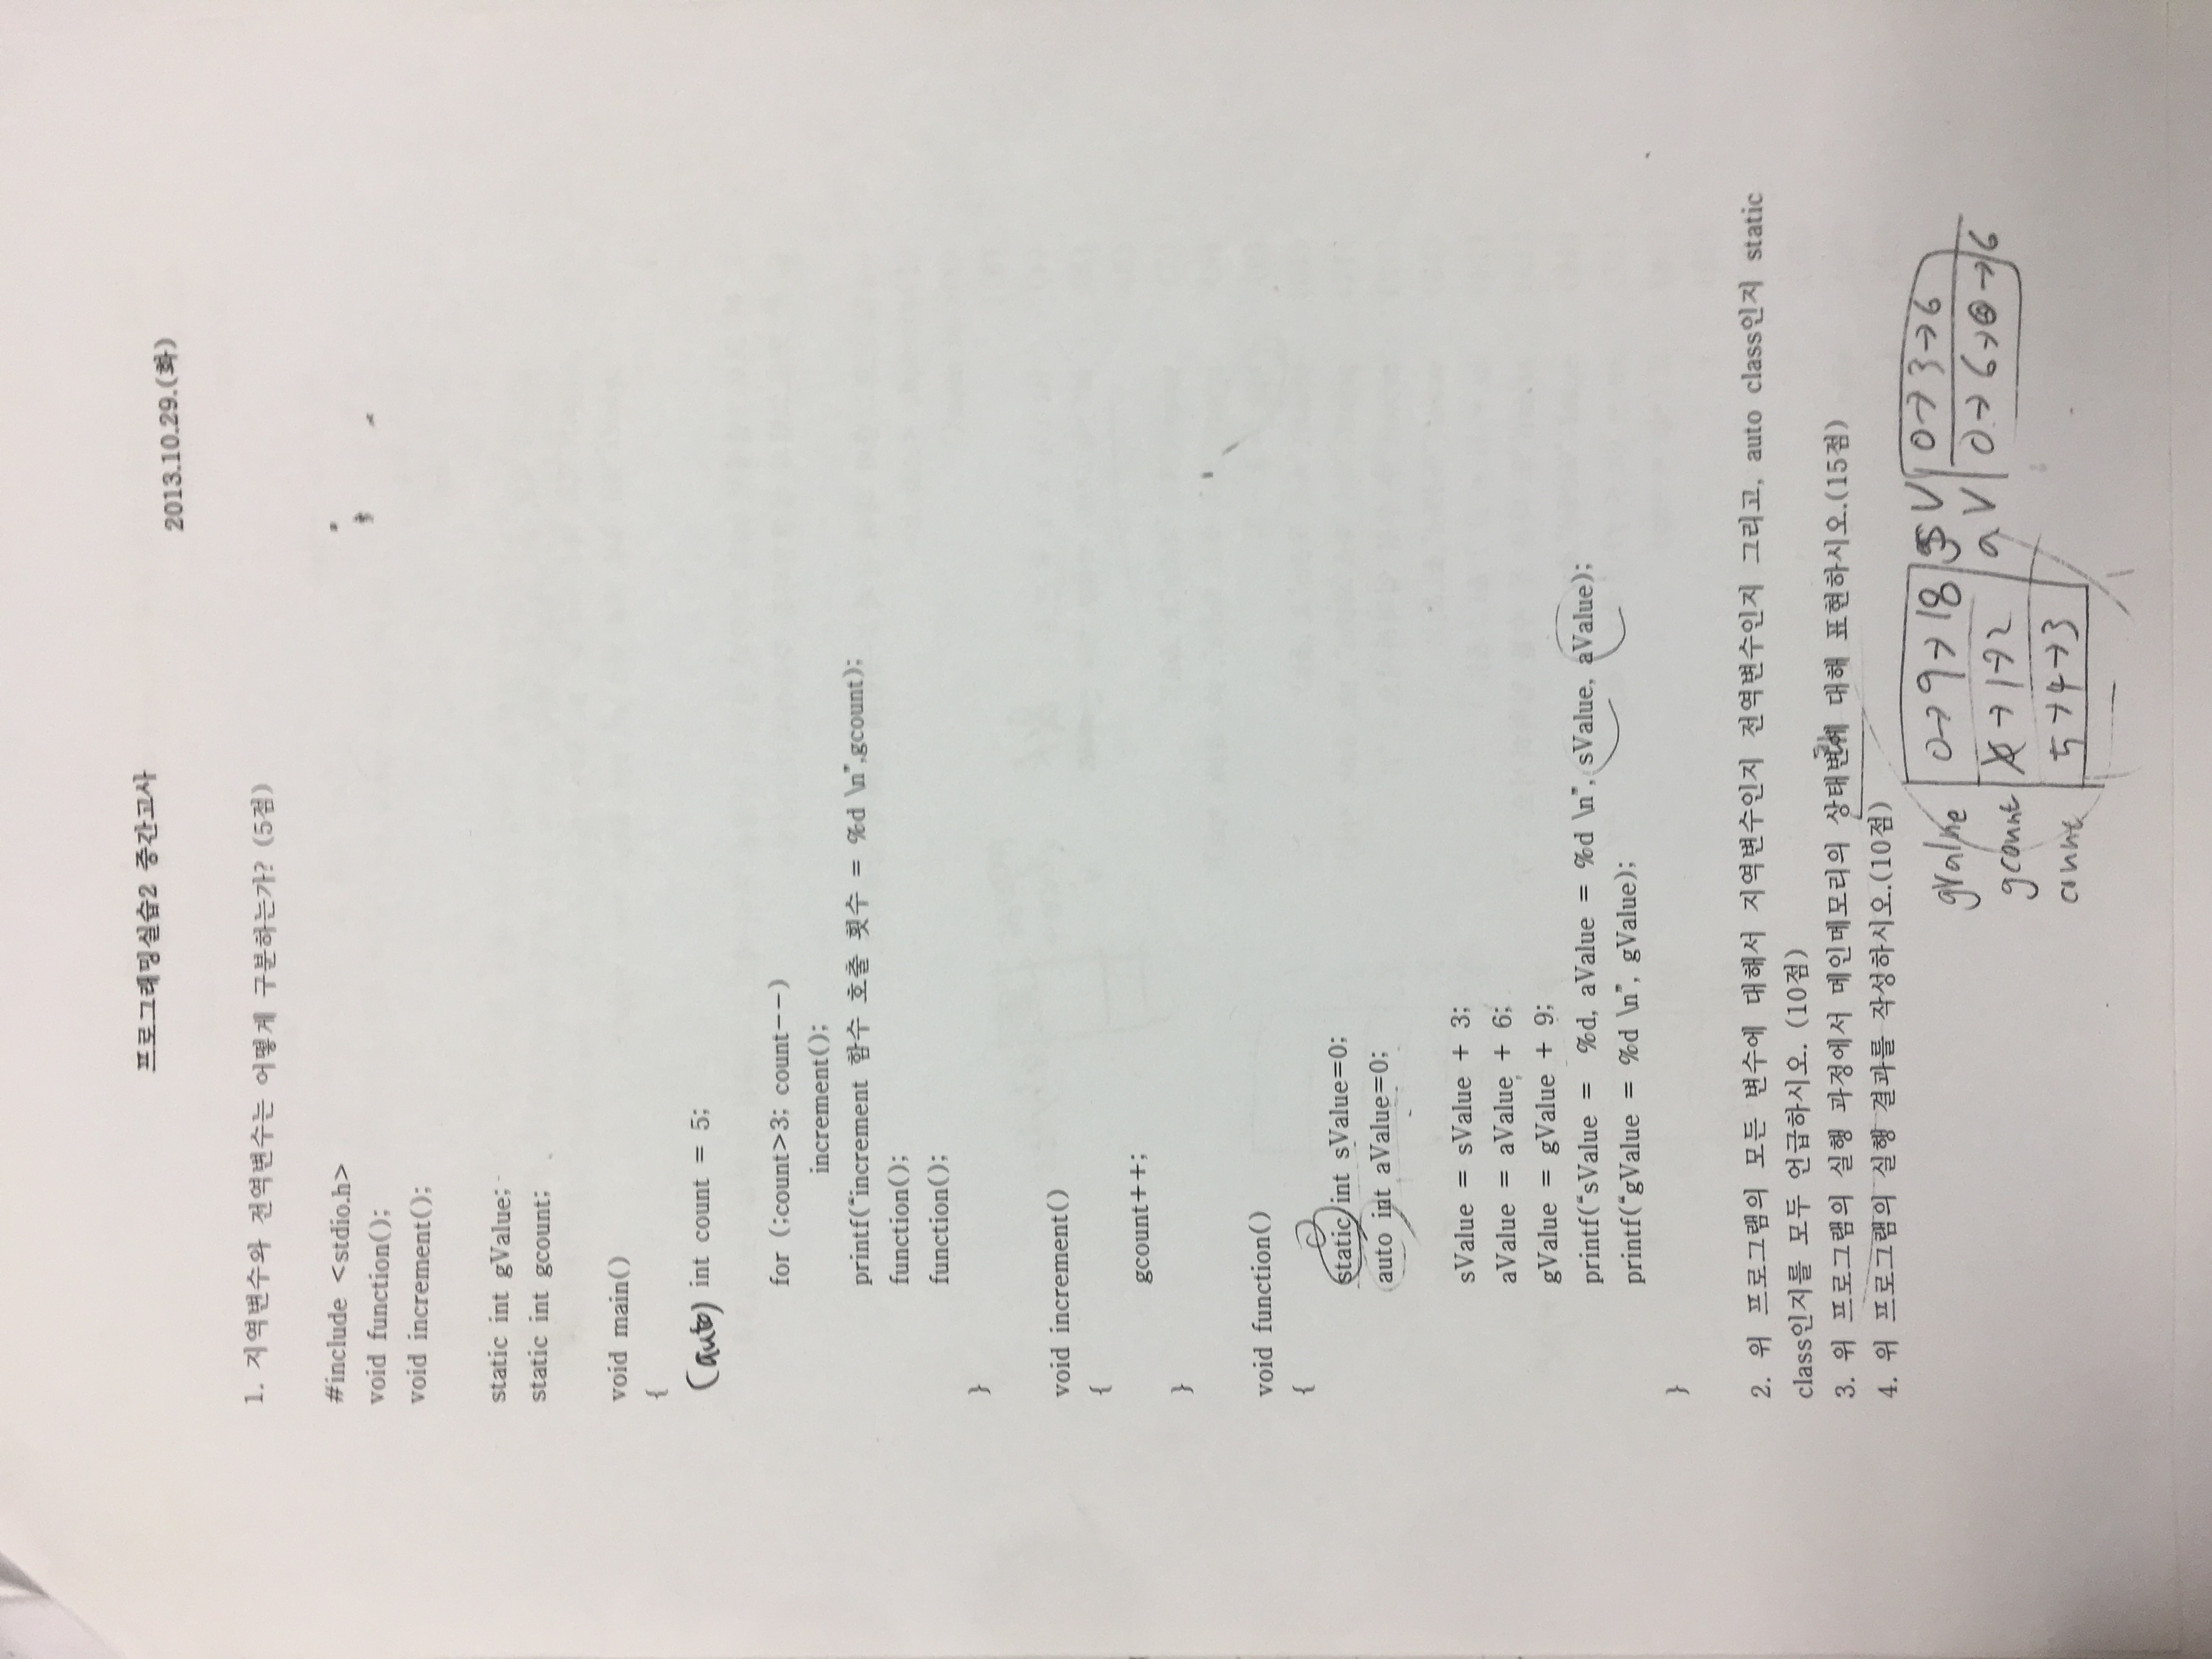 프로그래밍실습2 중간고사
2013.10.29.(화)
1. 지역변수와 전역변수는 어떻게 구분하는가? (5점)
#include <stdio.h>
void function();
void increment();
static int gValue;
static int gcount;
void main()
{
(auto) int count = 5;
for (;count>3; count--)
increment();
printf("increment 함수 호출 횟수 = %d \n",gcount);
function();
function();
}
void increment()
{
gcount++;
}
void function()
{
static int sValue=0;
auto int aValue=0;
sValue = sValue + 3;
aValue = aValue + 6;
gValue = gValue + 9;
printf("sValue =  %d, aValue = %d \n", sValue, aValue);
printf("gValue = %d \n", gValue);
}
2. 위 프로그램의 모든 변수에 대해서 지역변수인지 전역변수인지 그리고, auto class인지 static
class인지를 모두 언급하시오. (10점)
3. 위 프로그램의 실행 과정에서 메인메모리의 상태변에 대해 표현하시오.(15점)
4. 위 프로그램의 실행 결과를 작성하시오.(10점)
gValue 0→9→18 sV 0→3→6
gcount →1→2 aV 0→6→0→6
count 5→4→3